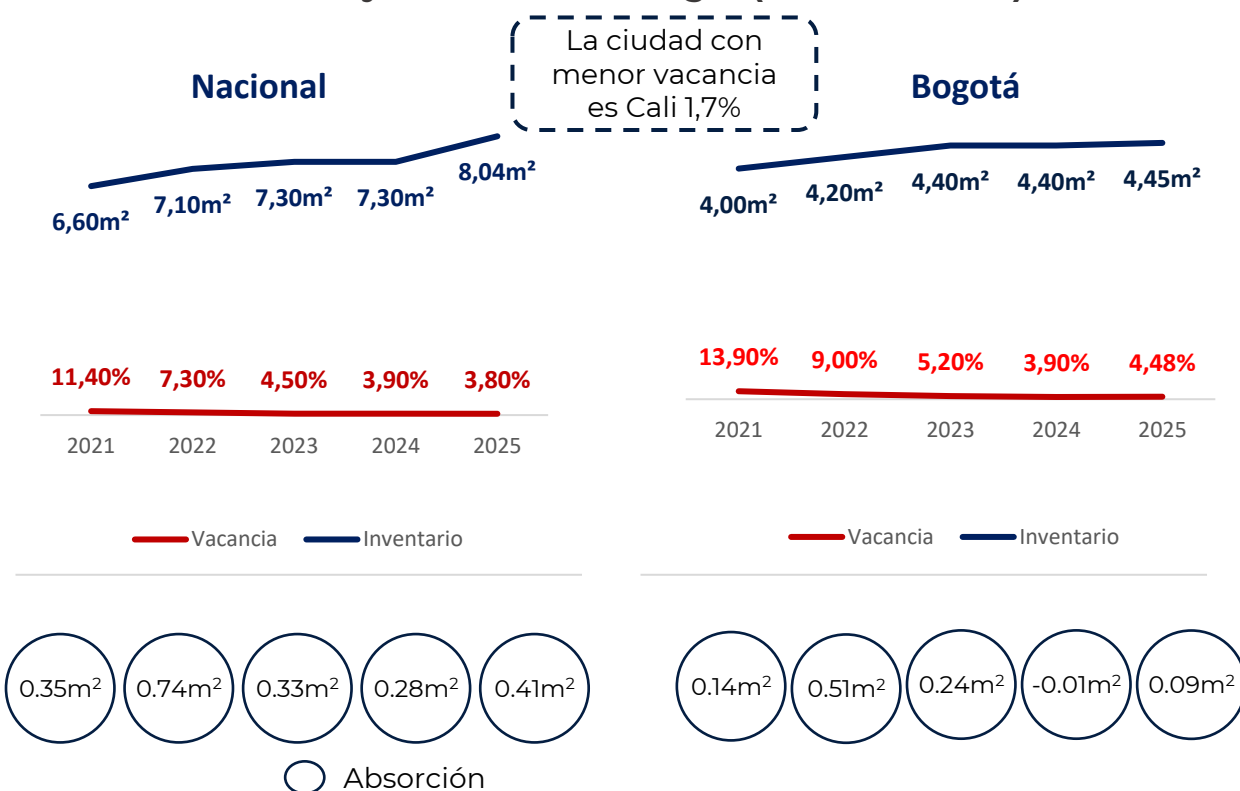 La ciudad con
menor vacancia
es Cali 1,7%
Nacional
8,04m²
7,10m² 7,30m² 7,30m²
6,60m²
11,40% 7,30% 4,50% 3,90% 3,80%
2021 2022 2023 2024 2025
Vacancia Inventario
0.35m² 0.74m² 0.33m² 0.28m² 0.41m²
Bogotá
4,00m² 4,20m² 4,40m² 4,40m² 4,45m²
13,90% 9,00% 5,20% 3,90% 4,48%
2021 2022 2023 2024 2025
Vacancia Inventario
0.14m² 0.51m² 0.24m² -0.01m² 0.09m²
Absorción